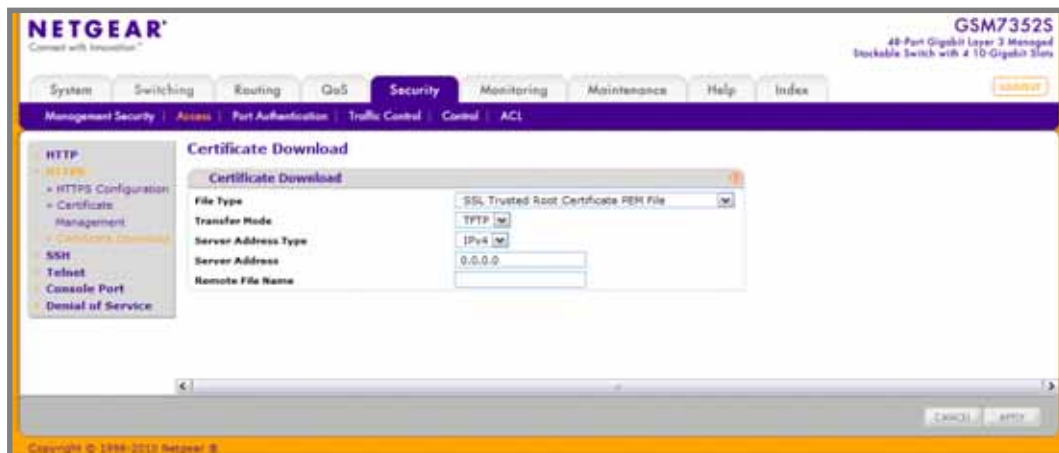 NETGEAR®
Connect with Innovation™
GSM7352S
48-Port Gigabit Layer 3 Managed
Stackable Switch with 4 10-Gigabit Slots
System Switching Routing QoS Security Monitoring Maintenance Help Index LOGOUT
Management Security | Access | Port Authentication | Traffic Control | Control | ACL
HTTP
HTTPS
» HTTPS Configuration
» Certificate
Management
» Certificate Download
SSH
Telnet
Console Port
Denial of Service
Certificate Download
Certificate Download
File Type SSL Trusted Root Certificate PEM File
Transfer Mode TFTP
Server Address Type IPv4
Server Address 0.0.0.0
Remote File Name
CANCEL APPLY
Copyright © 1996-2010 Netgear ®